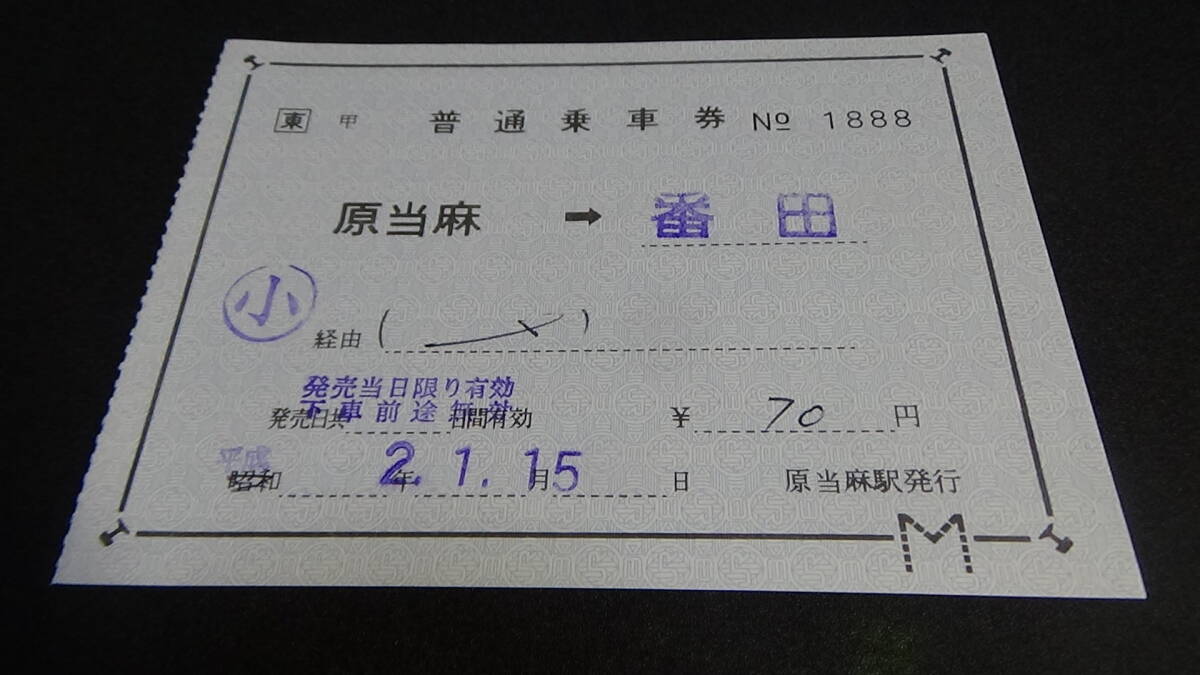 東 甲 普通乗車券 № 1888
原当麻 ➡ 番田
小
経由 ( )
発売当日限り有効
下車前途無効
発売日共 日間有効 ¥ 70 円
平成
昭和 2.年 1.月15 日 原当麻駅発行
M